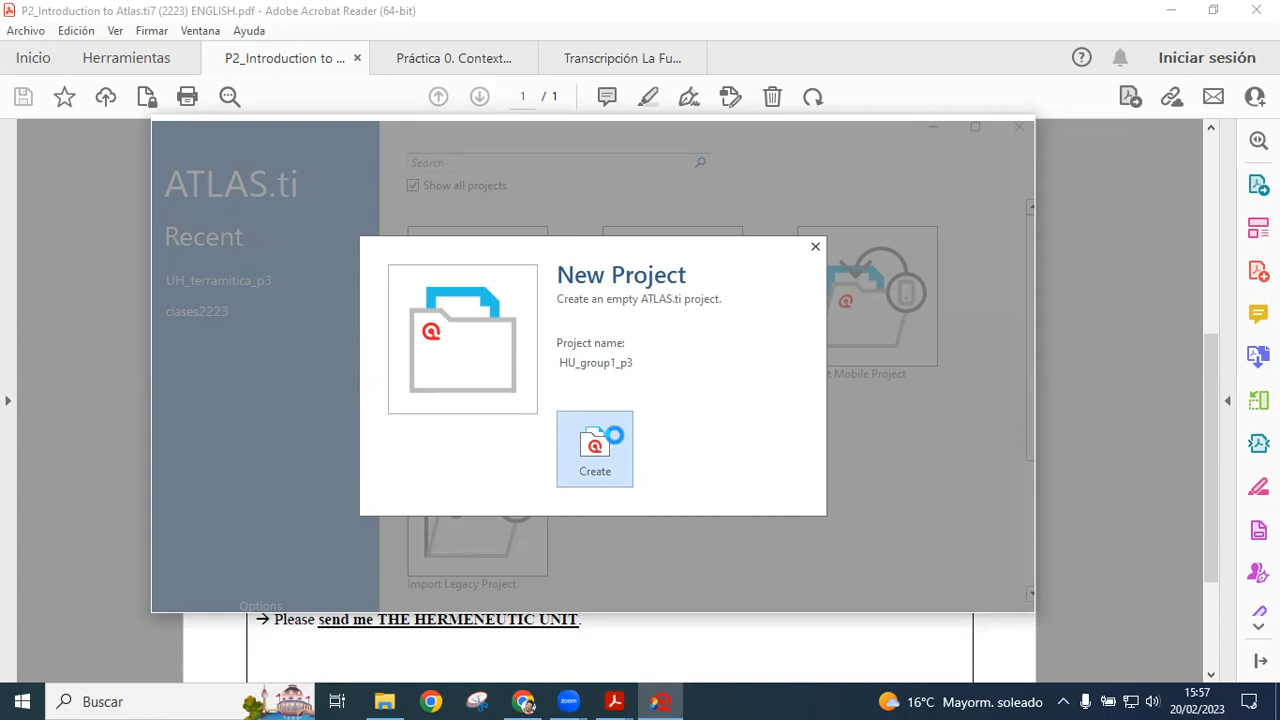 P2_Introduction to Atlas.ti7 (2223) ENGLISH.pdf - Adobe Acrobat Reader (64-bit)
Archivo Edición Ver Firmar Ventana Ayuda
Inicio Herramientas P2_Introduction to ... × Práctica 0. Context... Transcripción La Fu... Iniciar sesión
1 / 1
ATLAS.ti
Search
Show all projects
Recent
UH_terramitica_p3
clases2223
New Project
Create an empty ATLAS.ti project.
Project name:
HU_group1_p3
Create
Mobile Project
Import Legacy Project
Options
→ Please send me THE HERMENEUTIC UNIT.
Buscar
16°C Mayorm. soleado
15:57
20/02/2023